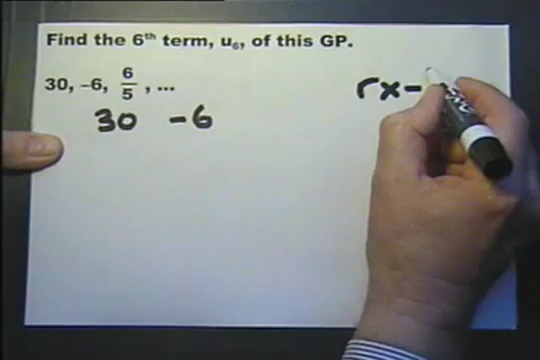 Find the 6th term, u₆, of this GP.
30, −6, 6/5, ...
30 −6 r x −